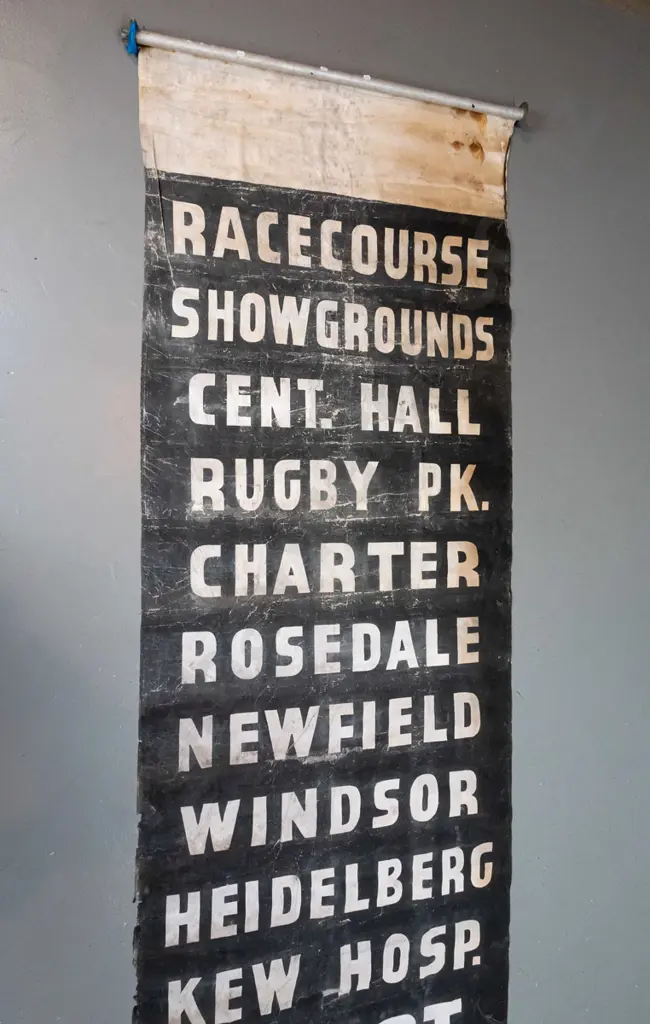 RACECOURSE
SHOWGROUNDS
CENT. HALL
RUGBY PK.
CHARTER
ROSEDALE
NEWFIELD
WINDSOR
HEIDELBERG
KEW HOSP.